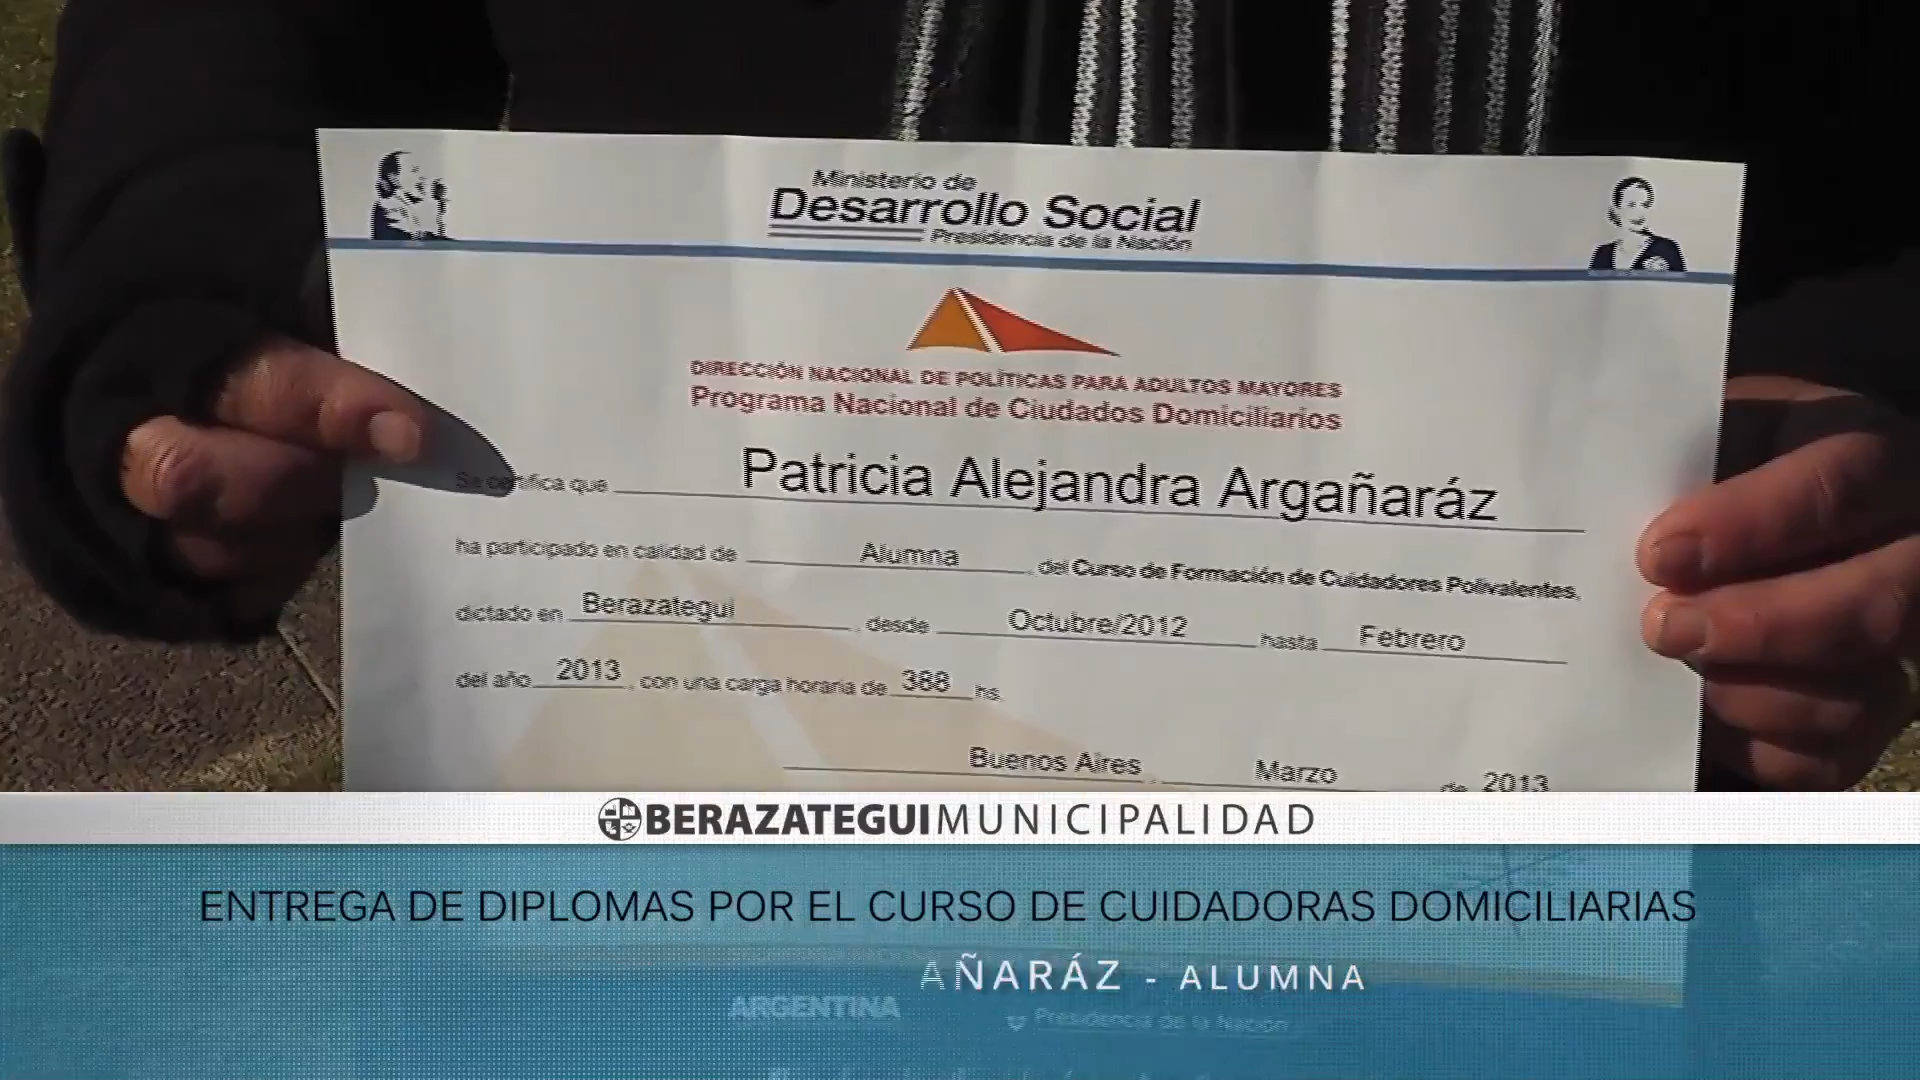 Ministerio de
Desarrollo Social
Presidencia de la Nación
DIRECCIÓN NACIONAL DE POLÍTICAS PARA ADULTOS MAYORES
Programa Nacional de Ciudados Domiciliarios
Se certifica que Patricia Alejandra Argañaráz
ha participado en calidad de Alumna del Curso de Formación de Cuidadores Polivalentes,
dictado en Berazategui, desde Octubre/2012 hasta Febrero
del año 2013, con una carga horaria de 388 hs.
Buenos Aires, Marzo de 2013
BERAZATEGUIMUNICIPALIDAD
ENTREGA DE DIPLOMAS POR EL CURSO DE CUIDADORAS DOMICILIARIAS
AÑARÁZ - ALUMNA
ARGENTINA Presidencia de la Nación